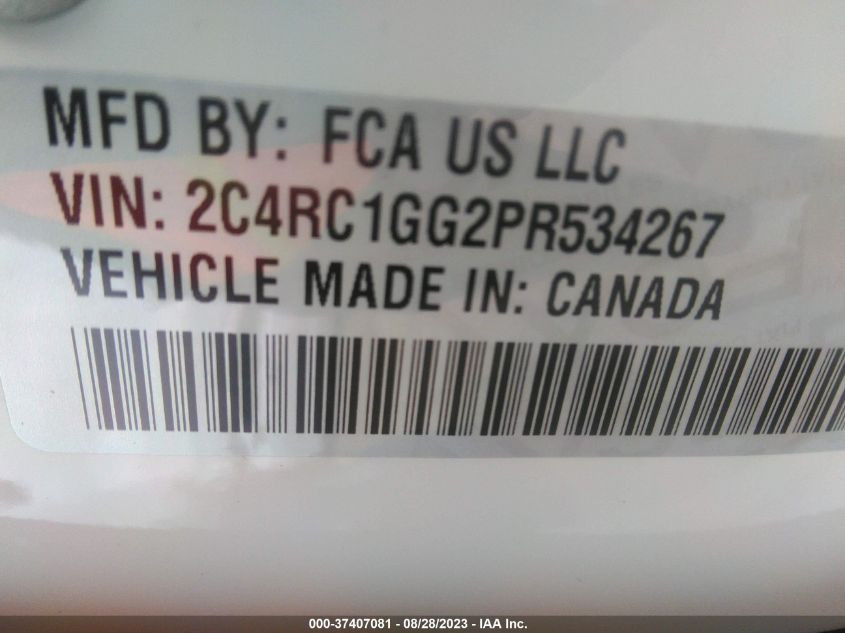 MFD BY: FCA US LLC
VIN: 2C4RC1GG2PR534267
VEHICLE MADE IN: CANADA
000-37407081 - 08/28/2023 - IAA Inc.